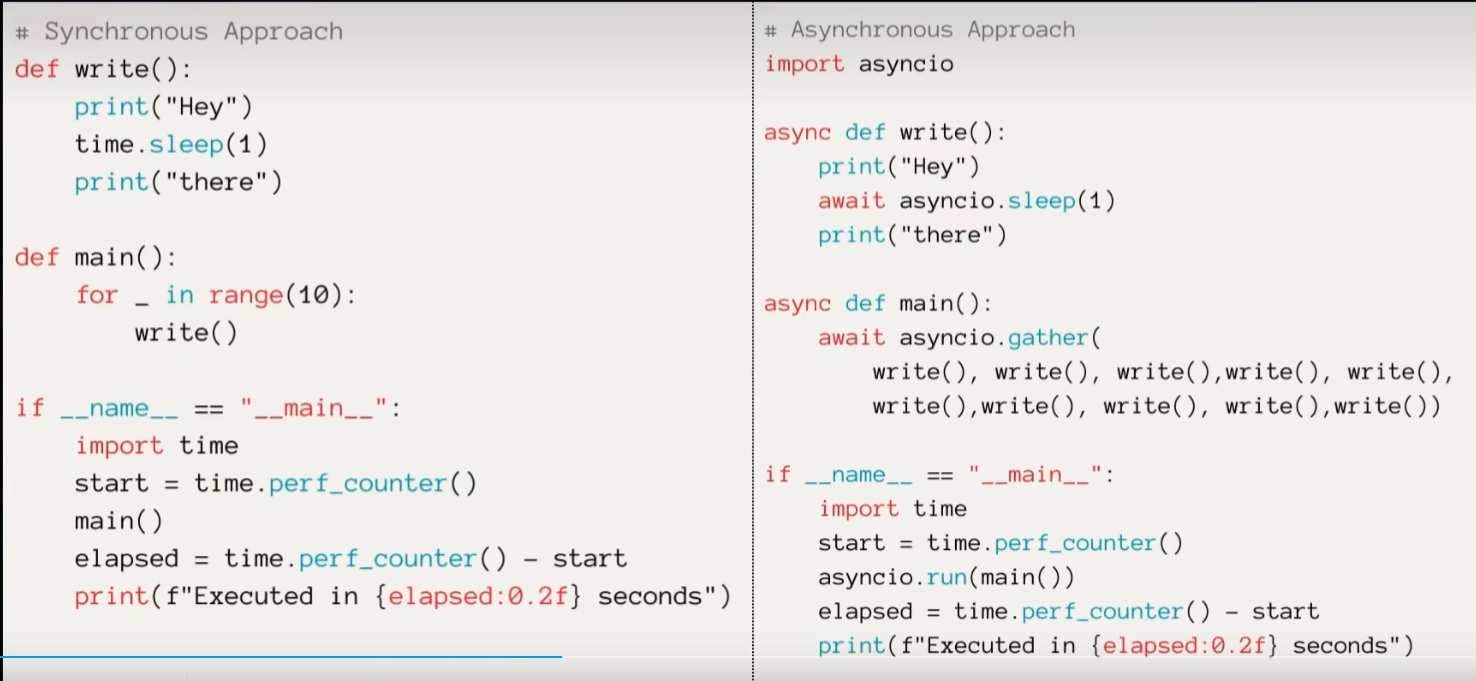 # Synchronous Approach
def write():
print("Hey")
time.sleep(1)
print("there")
def main():
for _ in range(10):
write()
if __name__ == "__main__":
import time
start = time.perf_counter()
main()
elapsed = time.perf_counter() - start
print(f"Executed in {elapsed:0.2f} seconds")
# Asynchronous Approach
import asyncio
async def write():
print("Hey")
await asyncio.sleep(1)
print("there")
async def main():
await asyncio.gather(
write(), write(), write(),write(), write(),
write(),write(), write(), write(),write())
if __name__ == "__main__":
import time
start = time.perf_counter()
asyncio.run(main())
elapsed = time.perf_counter() - start
print(f"Executed in {elapsed:0.2f} seconds")